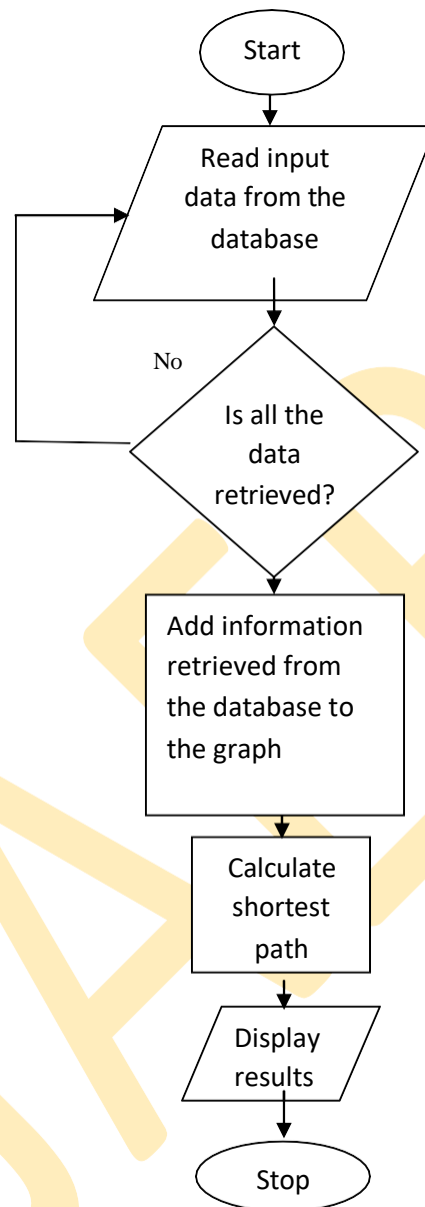 Start
Read input
data from the
database
No
Is all the
data
retrieved?
Add information
retrieved from
the database to
the graph
Calculate
shortest
path
Display
results
Stop